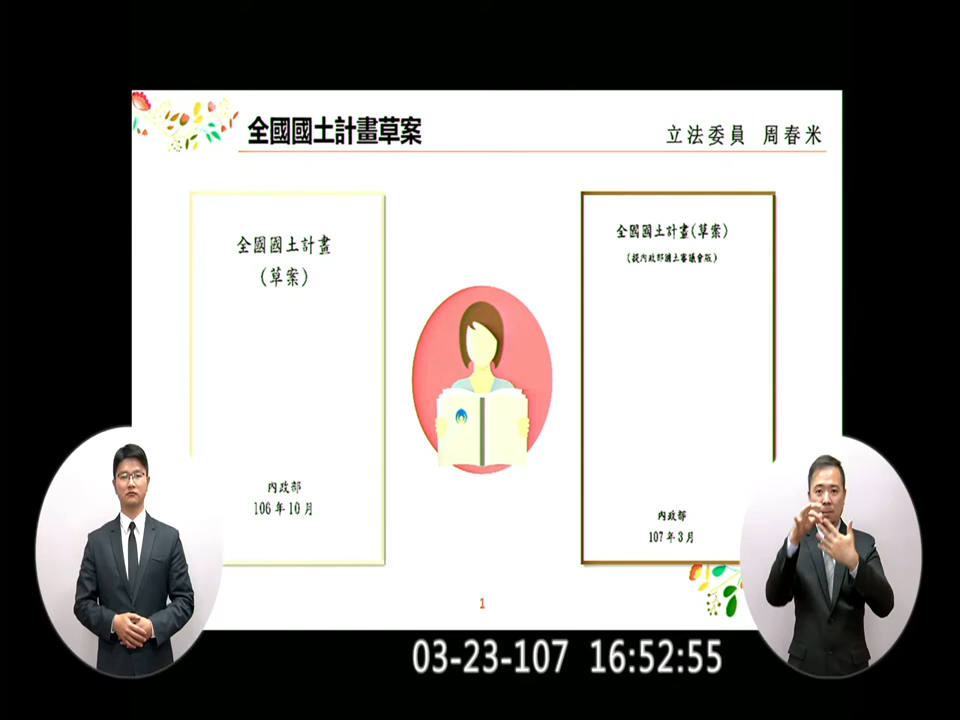 全國國土計畫草案
立法委員 周春米
全國國土計畫
(草案)
內政部
106年10月
全國國土計畫(草案)
(提內政部國土審議會版)
內政部
107年3月
1
03-23-107 16:52:55